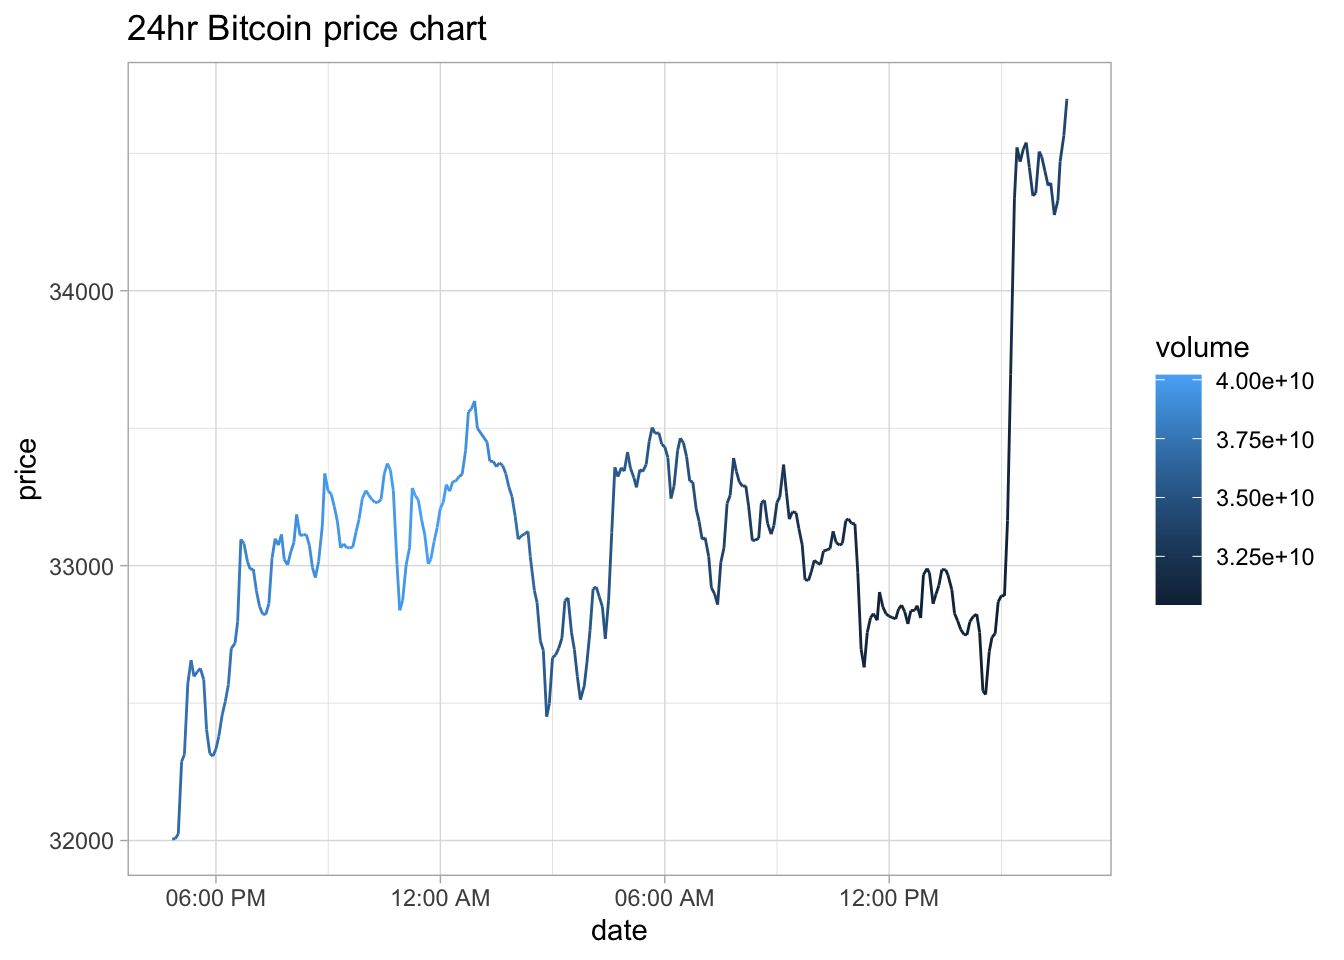 24hr Bitcoin price chart
price
34000
33000
32000
06:00 PM
12:00 AM
06:00 AM
12:00 PM
date
volume
4.00e+10
3.75e+10
3.50e+10
3.25e+10